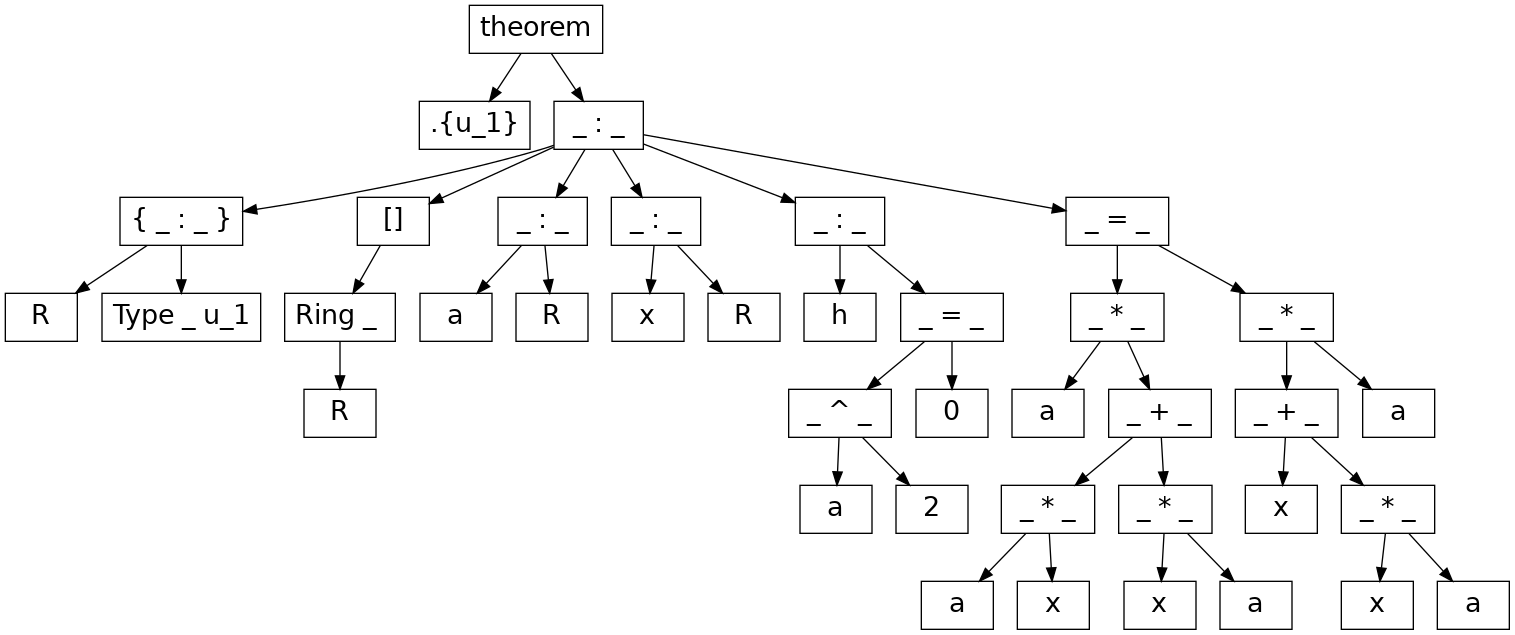 theorem
.{u_1} _ : _
{ _ : _ } [] _ : _ _ : _ _ : _ _ = _
R Type _ u_1 Ring _ a R x R h _ = _ _ * _ _ * _
R _ ^ _ 0 a _ + _ _ + _ a
a 2 _ * _ _ * _ x _ * _
a x x a x a